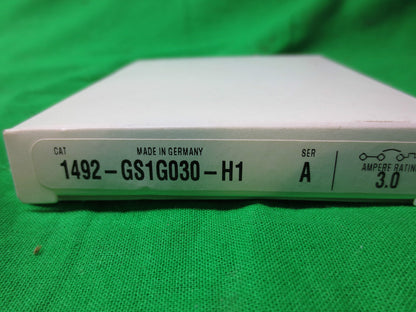 CAT MADE IN GERMANY SER
1492-GS1G030-H1 A
AMPERE RATING
3.0